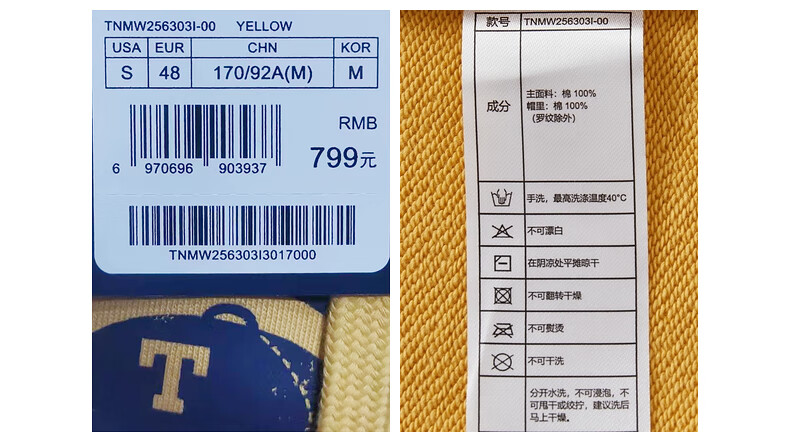 TNMW256303I-00 YELLOW
USA EUR CHN KOR
S 48 170/92A(M) M
RMB
799元
6 970696 903937
TNMW256303I3017000
T
款号 TNMW256303I-00
成分
主面料：棉 100%
帽里：棉 100%
（罗纹除外）
手洗，最高洗涤温度40°C
不可漂白
在阴凉处平摊晾干
不可翻转干燥
不可熨烫
不可干洗
分开水洗，不可浸泡，不
可甩干或绞拧，建议洗后
马上干燥。